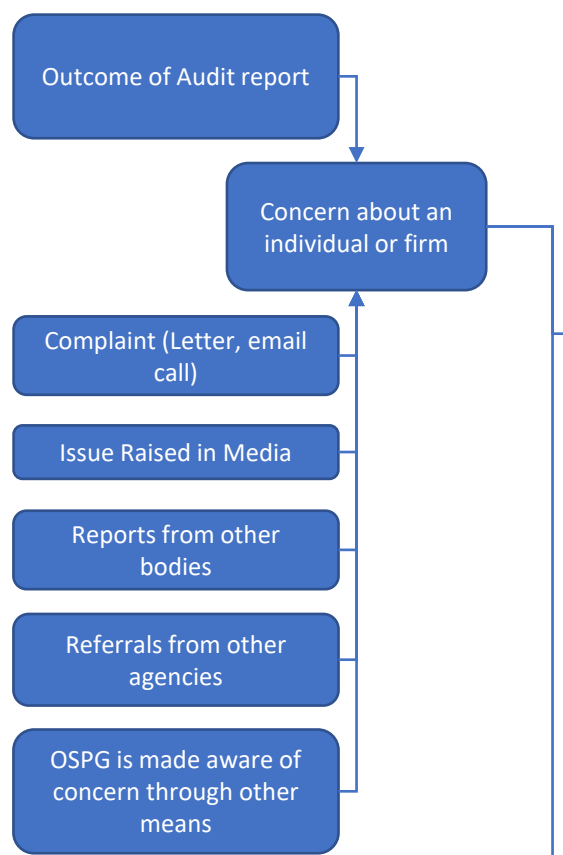 Outcome of Audit report
Concern about an
individual or firm
Complaint (Letter, email
call)
Issue Raised in Media
Reports from other
bodies
Referrals from other
agencies
OSPG is made aware of
concern through other
means